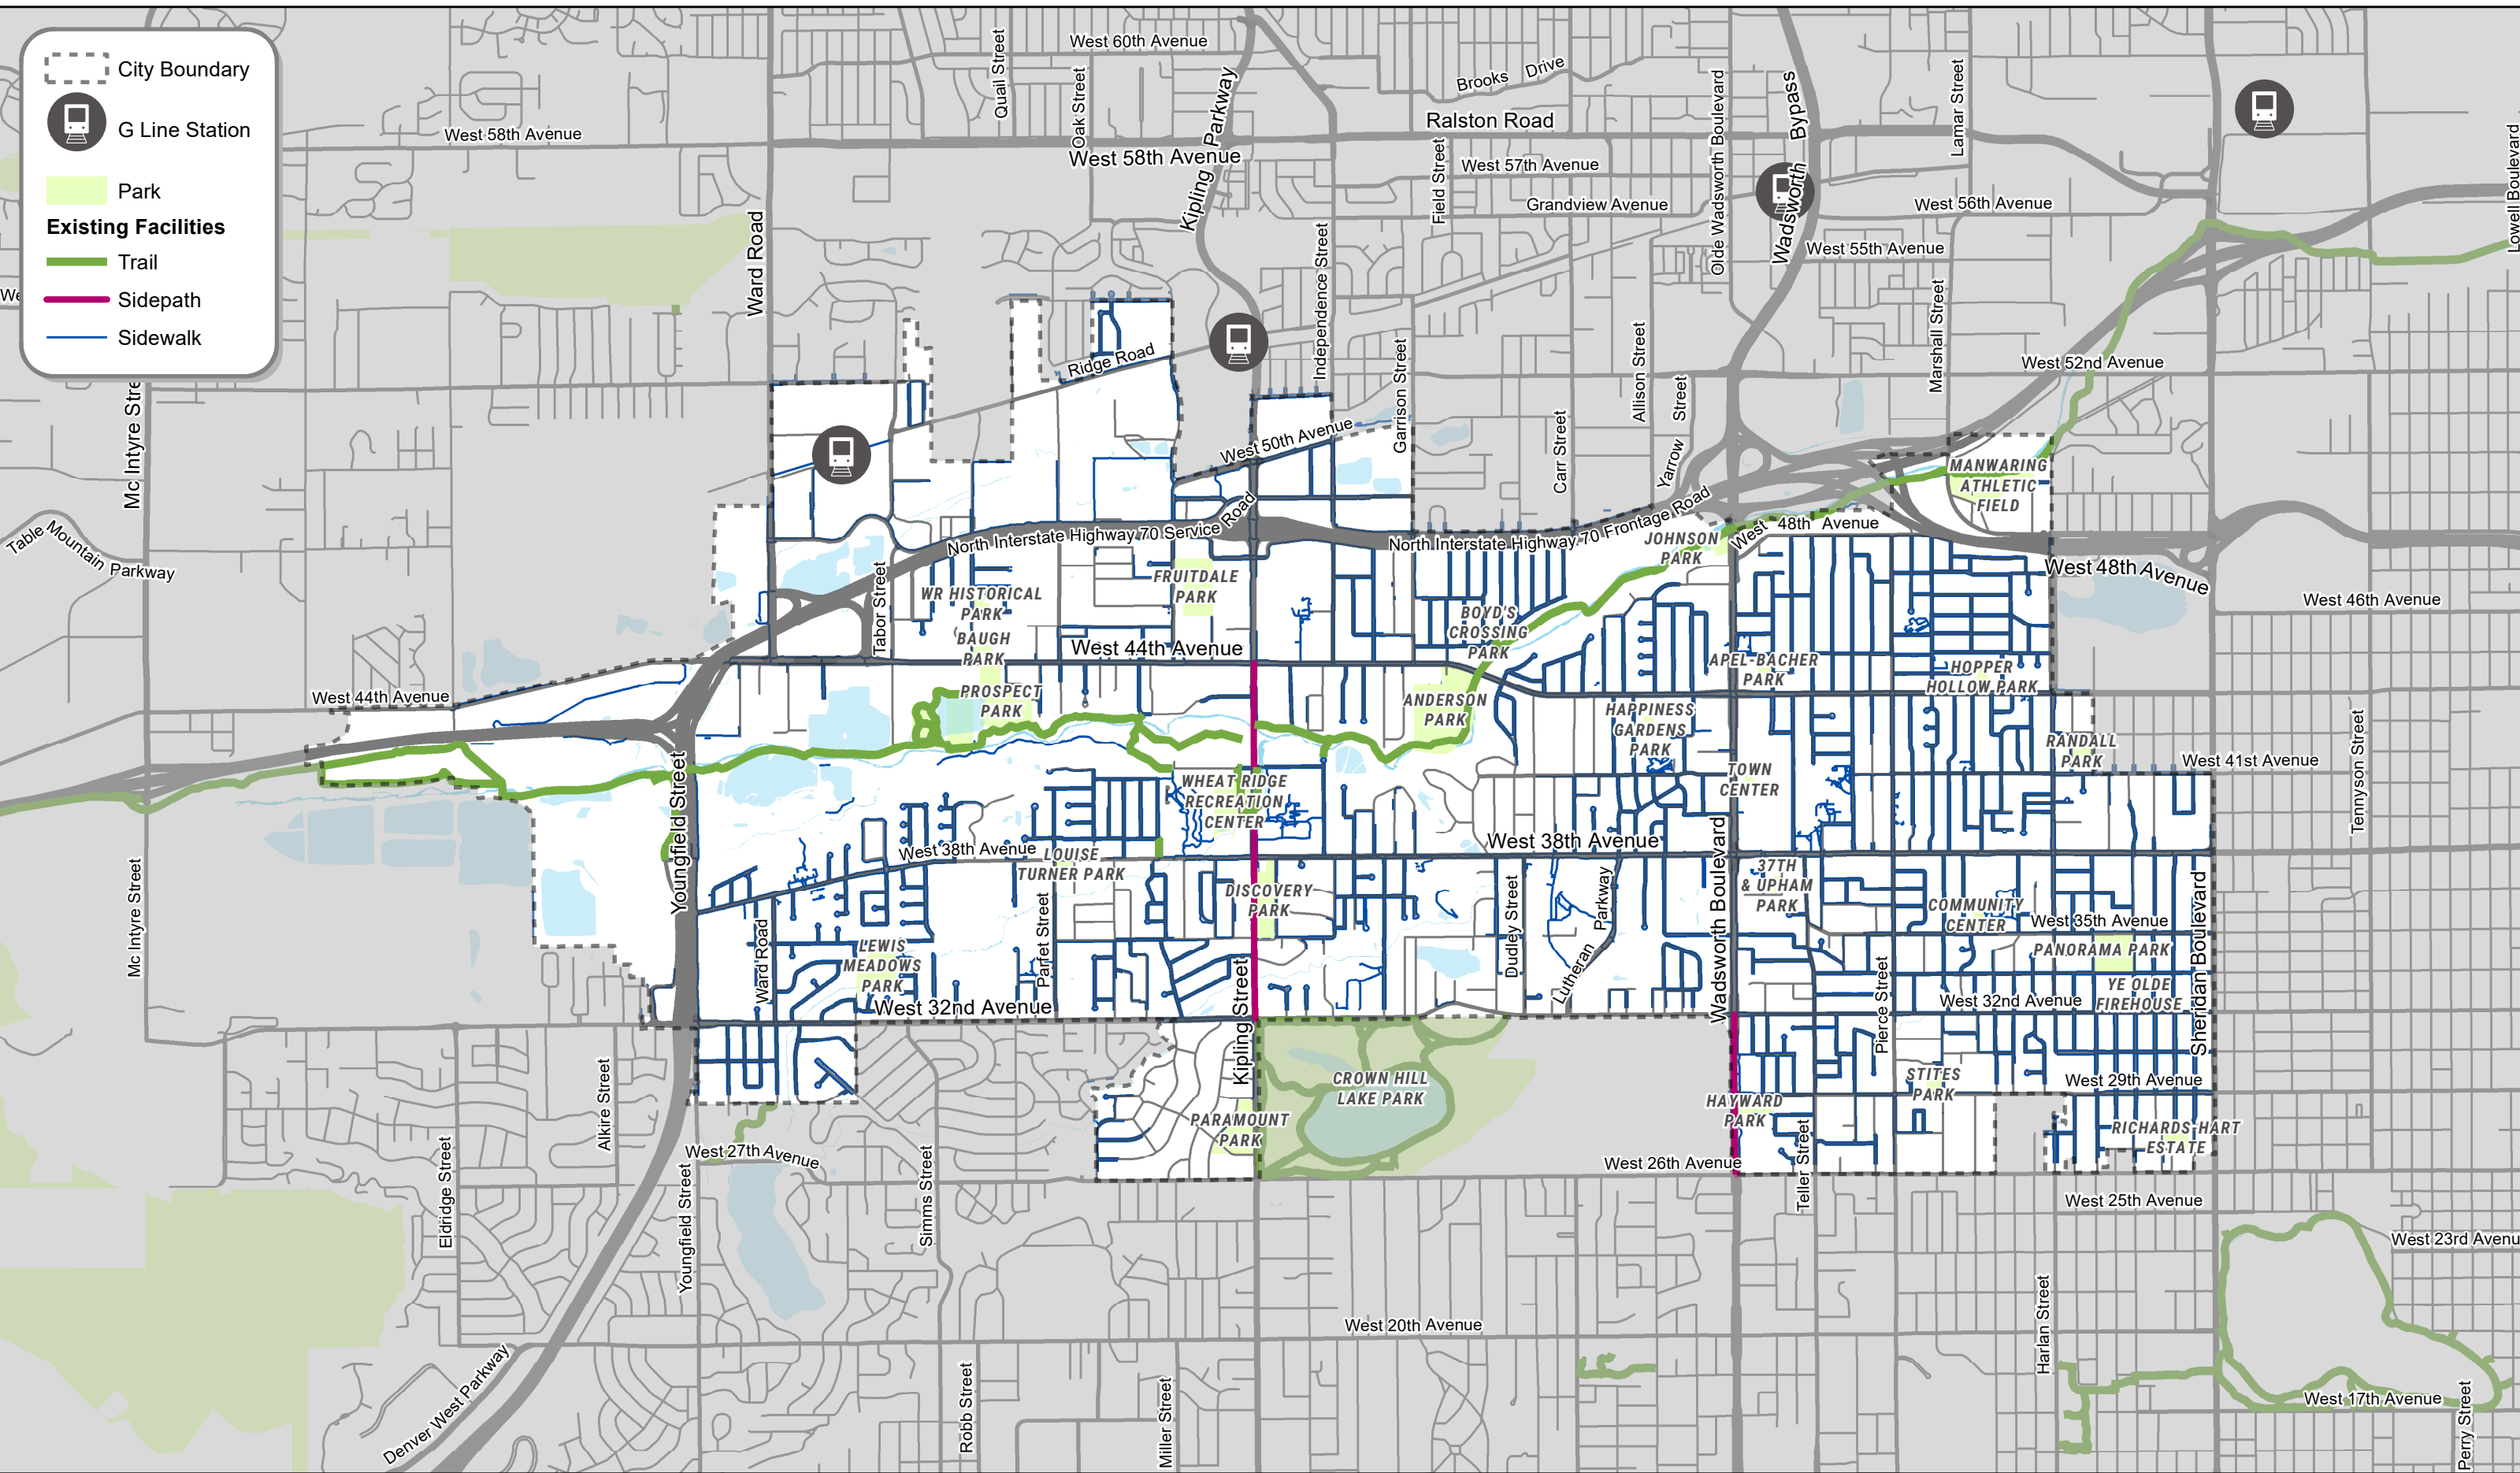 City Boundary
G Line Station
Park
Existing Facilities
Trail
Sidepath
Sidewalk
West 60th Avenue
Quail Street
Oak Street
Kipling Parkway
Brooks Drive
Ralston Road
West 58th Avenue
West 58th Avenue
West 57th Avenue
Field Street
Grandview Avenue
Olde Wadsworth Boulevard
Wadsworth Bypass
Lamar Street
West 56th Avenue
West 55th Avenue
Lowell Boulevard
We
Ward Road
Independence Street
Garrison Street
Marshall Street
Allison Street
Yarrow Street
Carr Street
West 52nd Avenue
Ridge Road
West 50th Avenue
Mc Intyre Stre
Table Mountain Parkway
North Interstate Highway 70 Service Road
North Interstate Highway 70 Frontage Road
MANWARING
ATHLETIC
FIELD
West 48th Avenue
JOHNSON
PARK
West 48th Avenue
West 46th Avenue
Tabor Street
WR HISTORICAL
PARK
BAUGH
PARK
FRUITDALE
PARK
BOYD'S
CROSSING
PARK
West 44th Avenue
West 44th Avenue
APEL-BACHER
PARK
HOPPER
HOLLOW PARK
PROSPECT
PARK
ANDERSON
PARK
HAPPINESS
GARDENS
PARK
RANDALL
PARK
West 41st Avenue
Tennyson Street
TOWN
CENTER
Youngfield Street
WHEAT RIDGE
RECREATION
CENTER
West 38th Avenue
West 38th Avenue
LOUISE
TURNER PARK
Mc Intyre Street
DISCOVERY
PARK
37TH
& UPHAM
PARK
COMMUNITY
CENTER
West 35th Avenue
PANORAMA PARK
Ward Road
LEWIS
MEADOWS
PARK
Parfet Street
Kipling Street
Dudley Street
Lutheran Parkway
Wadsworth Boulevard
Pierce Street
Sheridan Boulevard
YE OLDE
FIREHOUSE
West 32nd Avenue
West 32nd Avenue
CROWN HILL
LAKE PARK
PARAMOUNT
PARK
STITES
PARK
West 29th Avenue
HAYWARD
PARK
RICHARDS HART
ESTATE
Alkire Street
Eldridge Street
West 27th Avenue
Youngfield Street
Simms Street
West 26th Avenue
Teller Street
West 25th Avenue
West 23rd Avenu
West 20th Avenue
Harlan Street
Denver West Parkway
Robb Street
Miller Street
West 17th Avenue
Perry Street